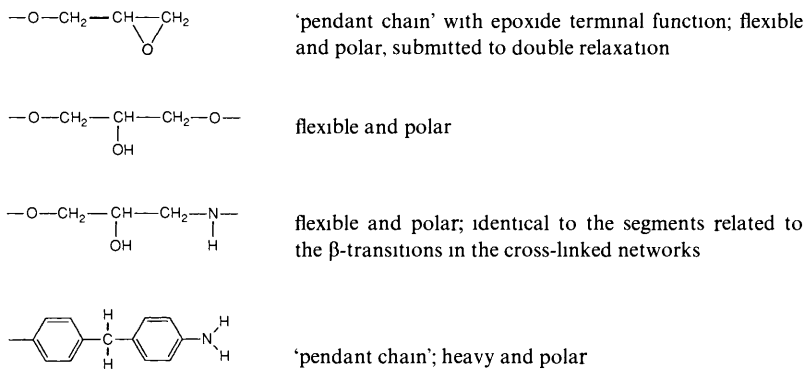 —O—CH₂—CH—CH₂
O
'pendant chain' with epoxide terminal function; flexible
and polar, submitted to double relaxation
—O—CH₂—CH—CH₂—O—
OH
flexible and polar
—O—CH₂—CH—CH₂—N—
OH H
flexible and polar; identical to the segments related to
the β-transitions in the cross-linked networks
H
C N H
H H
'pendant chain'; heavy and polar